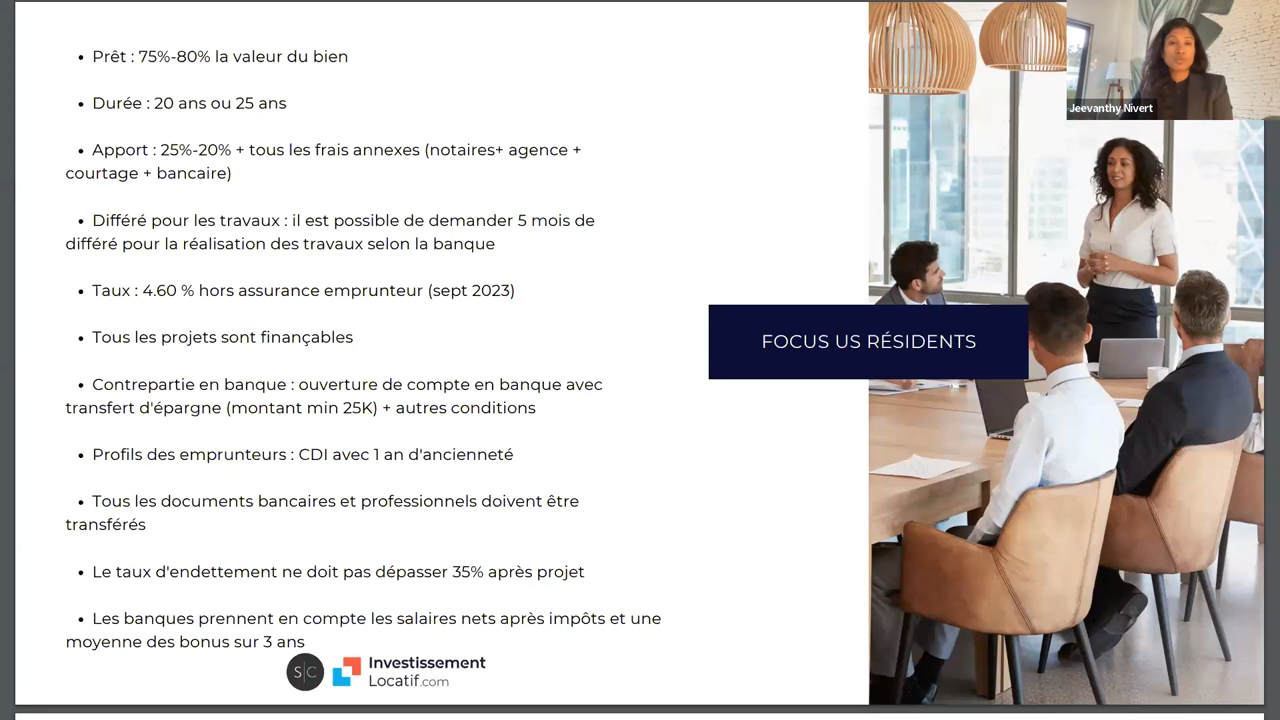 • Prêt : 75%-80% la valeur du bien
• Durée : 20 ans ou 25 ans
• Apport : 25%-20% + tous les frais annexes (notaires+ agence +
courtage + bancaire)
• Différé pour les travaux : il est possible de demander 5 mois de
différé pour la réalisation des travaux selon la banque
• Taux : 4.60 % hors assurance emprunteur (sept 2023)
• Tous les projets sont finançables
• Contrepartie en banque : ouverture de compte en banque avec
transfert d'épargne (montant min 25K) + autres conditions
• Profils des emprunteurs : CDI avec 1 an d'ancienneté
• Tous les documents bancaires et professionnels doivent être
transférés
• Le taux d'endettement ne doit pas dépasser 35% après projet
• Les banques prennent en compte les salaires nets après impôts et une
moyenne des bonus sur 3 ans
S|C
Investissement
Locatif.com
FOCUS US RÉSIDENTS
Jeevanthy Nivert